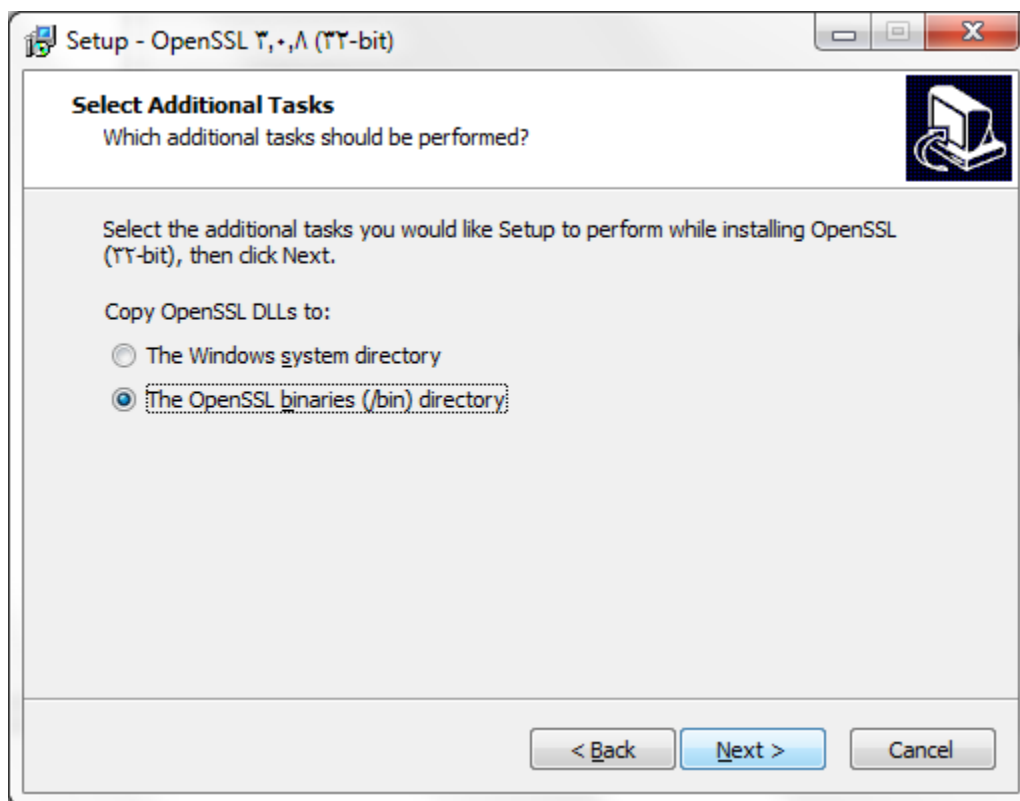 Setup - OpenSSL ۳,۰,۸ (۳۲-bit)
Select Additional Tasks
Which additional tasks should be performed?
Select the additional tasks you would like Setup to perform while installing OpenSSL
(۳۲-bit), then click Next.
Copy OpenSSL DLLs to:
The Windows system directory
The OpenSSL binaries (/bin) directory
< Back Next > Cancel